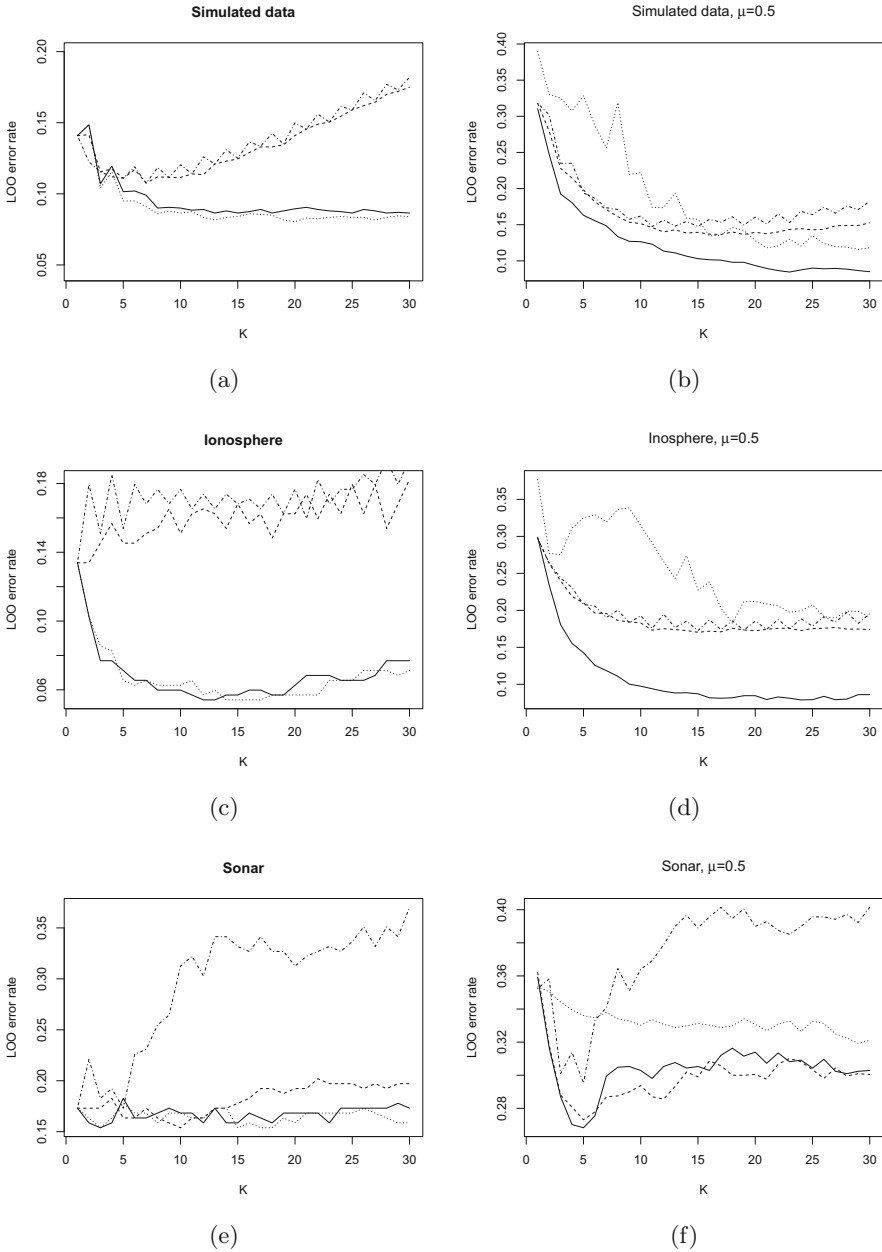 Simulated data
LOO error rate
0.20
0.15
0.10
0.05
0 5 10 15 20 25 30
K
(a)
Simulated data, μ=0.5
LOO error rate
0.40
0.35
0.30
0.25
0.20
0.15
0.10
0 5 10 15 20 25 30
K
(b)
Ionosphere
LOO error rate
0.18
0.14
0.10
0.06
0 5 10 15 20 25 30
K
(c)
Inosphere, μ=0.5
LOO error rate
0.35
0.30
0.25
0.20
0.15
0.10
0 5 10 15 20 25 30
K
(d)
Sonar
LOO error rate
0.35
0.30
0.25
0.20
0.15
0 5 10 15 20 25 30
K
(e)
Sonar, μ=0.5
LOO error rate
0.40
0.36
0.32
0.28
0 5 10 15 20 25 30
K
(f)